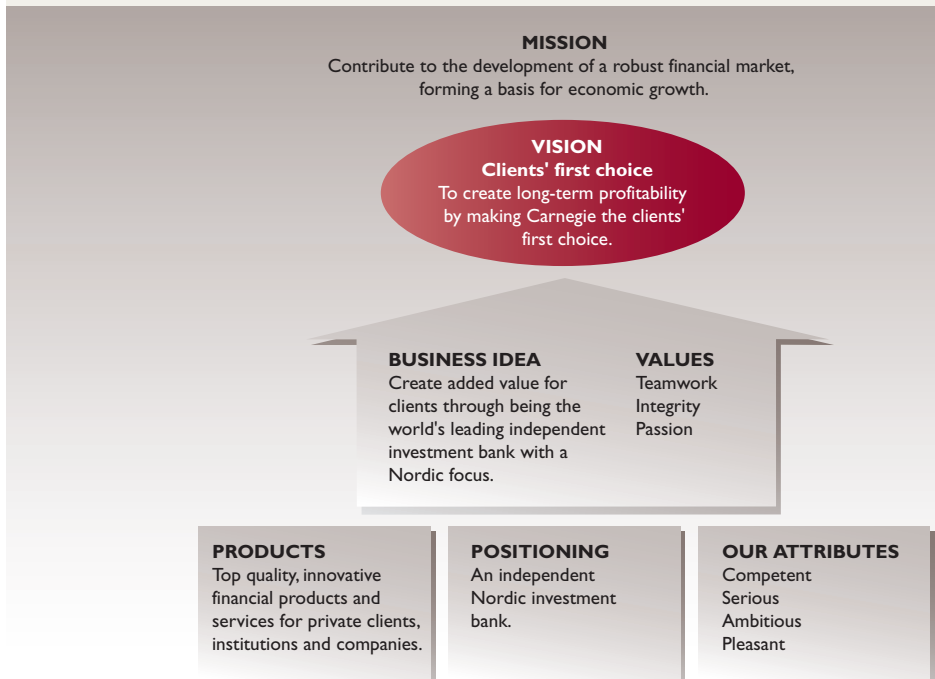 MISSION
Contribute to the development of a robust financial market,
forming a basis for economic growth.
VISION
Clients' first choice
To create long-term profitability
by making Carnegie the clients'
first choice.
BUSINESS IDEA
Create added value for
clients through being the
world's leading independent
investment bank with a
Nordic focus.
VALUES
Teamwork
Integrity
Passion
PRODUCTS
Top quality, innovative
financial products and
services for private clients,
institutions and companies.
POSITIONING
An independent
Nordic investment
bank.
OUR ATTRIBUTES
Competent
Serious
Ambitious
Pleasant